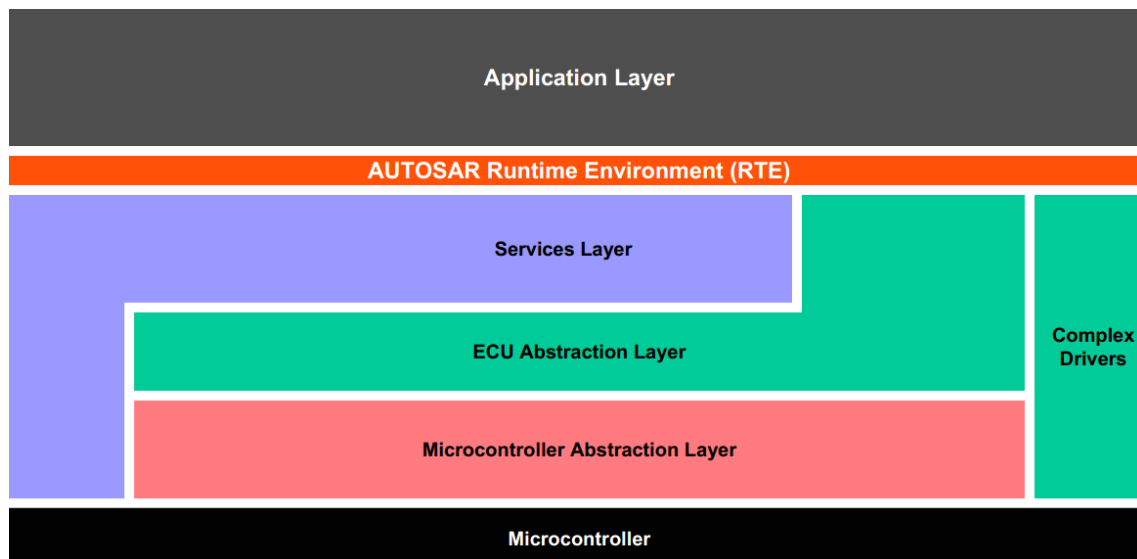 Application Layer
AUTOSAR Runtime Environment (RTE)
Services Layer
ECU Abstraction Layer
Complex
Drivers
Microcontroller Abstraction Layer
Microcontroller